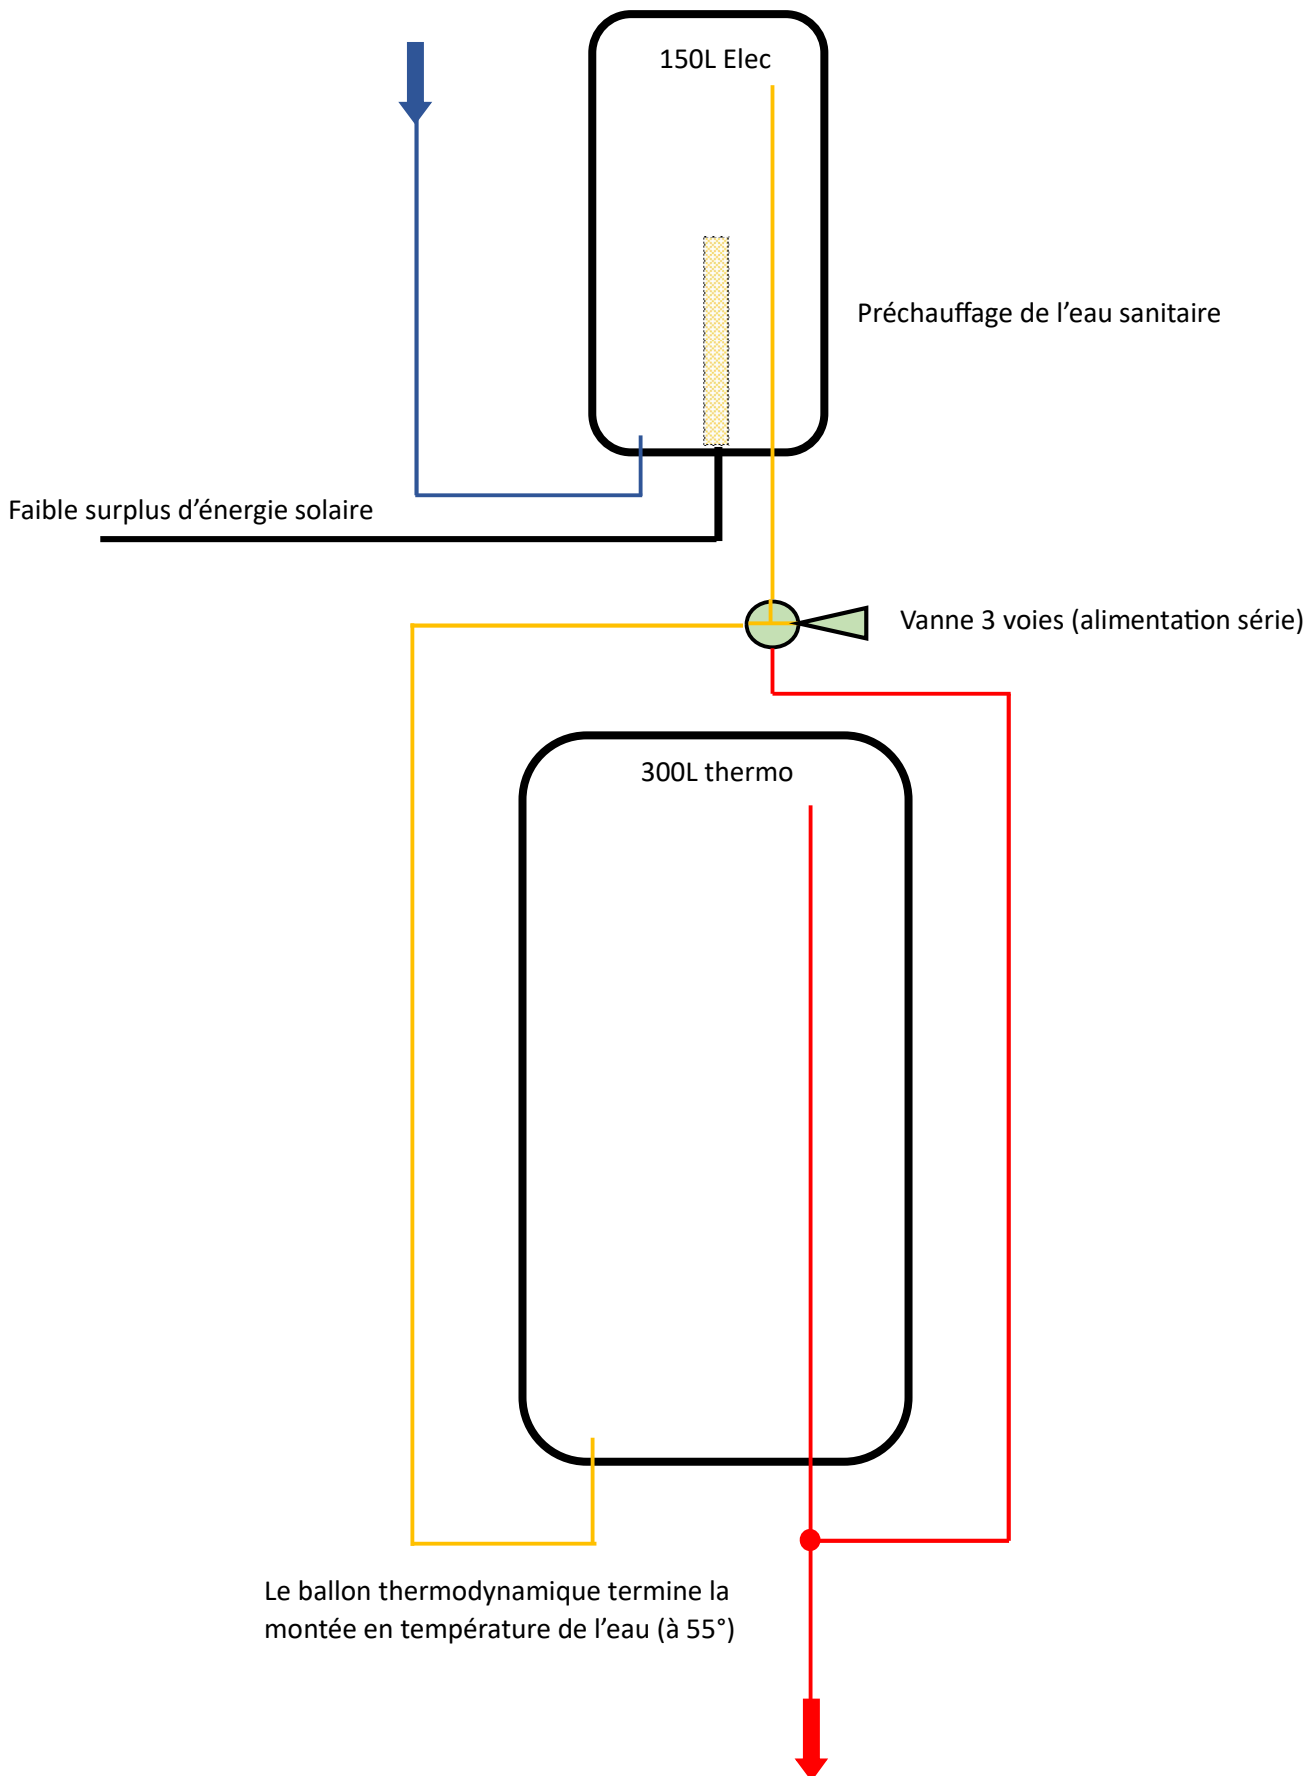 150L Elec
Préchauffage de l’eau sanitaire
Faible surplus d’énergie solaire
Vanne 3 voies (alimentation série)
300L thermo
Le ballon thermodynamique termine la
montée en température de l’eau (à 55°)